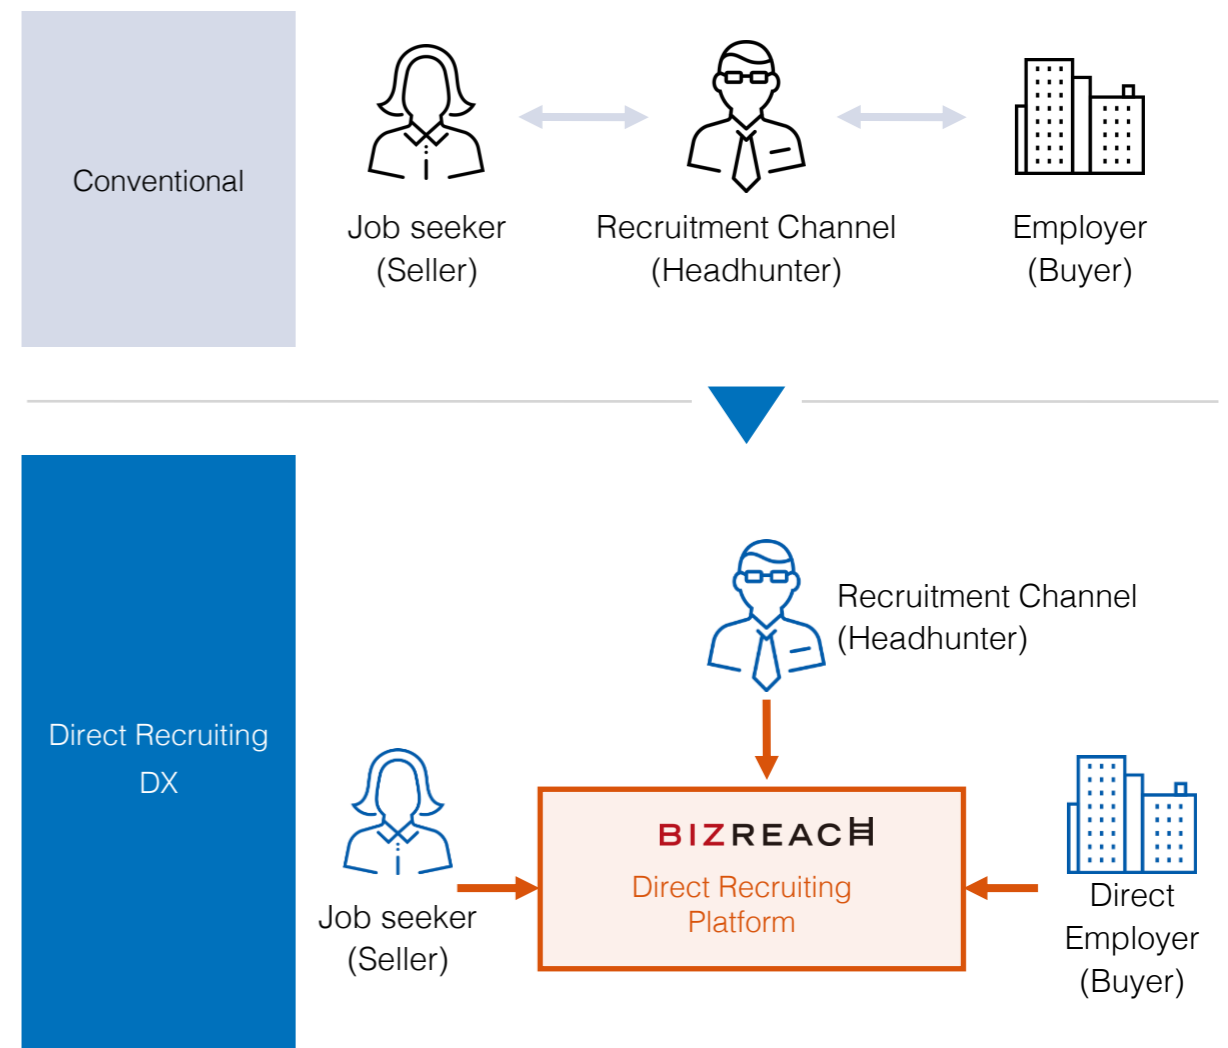 Conventional
Job seeker
(Seller)
Recruitment Channel
(Headhunter)
Employer
(Buyer)
Direct Recruiting
DX
Recruitment Channel
(Headhunter)
Job seeker
(Seller)
BIZREACH
Direct Recruiting
Platform
Direct
Employer
(Buyer)